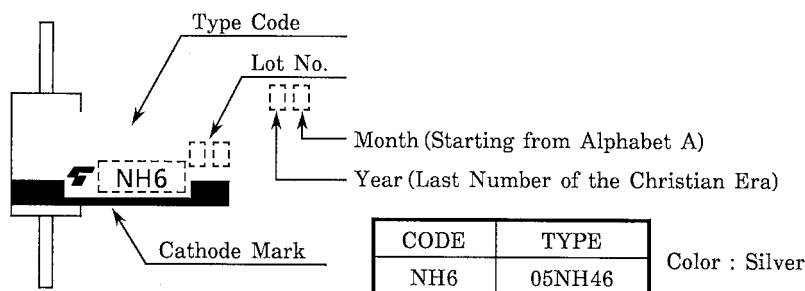 Type Code
Lot No.
Month (Starting from Alphabet A)
Year (Last Number of the Christian Era)
NH6
Cathode Mark
CODE TYPE
NH6 05NH46
Color : Silver